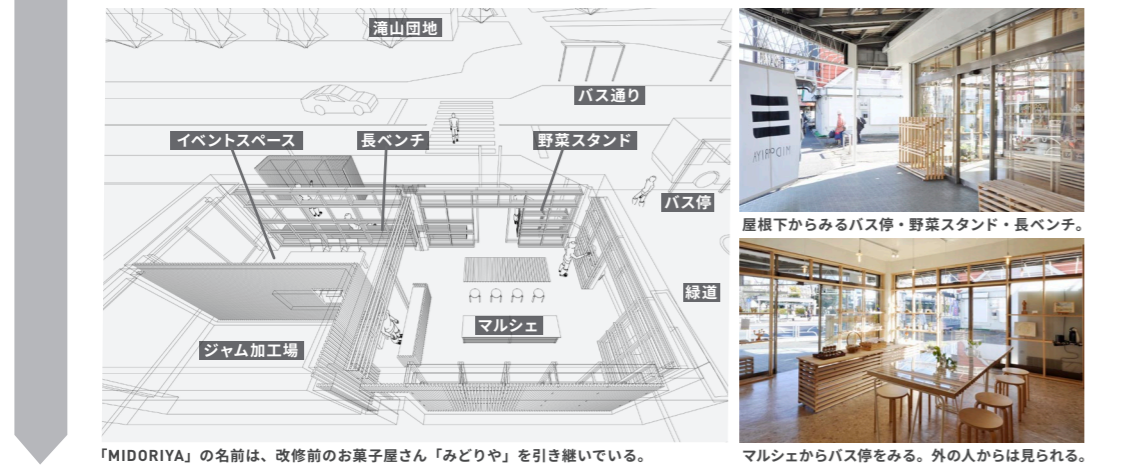 滝山団地
バス通り
イベントスペース
長ベンチ
野菜スタンド
バス停
緑道
マルシェ
ジャム加工場
「MIDORIYA」の名前は、改修前のお菓子屋さん「みどりや」を引き継いでいる。
MIDORIYA
屋根下からみるバス停・野菜スタンド・長ベンチ。
マルシェからバス停をみる。外の人からは見られる。